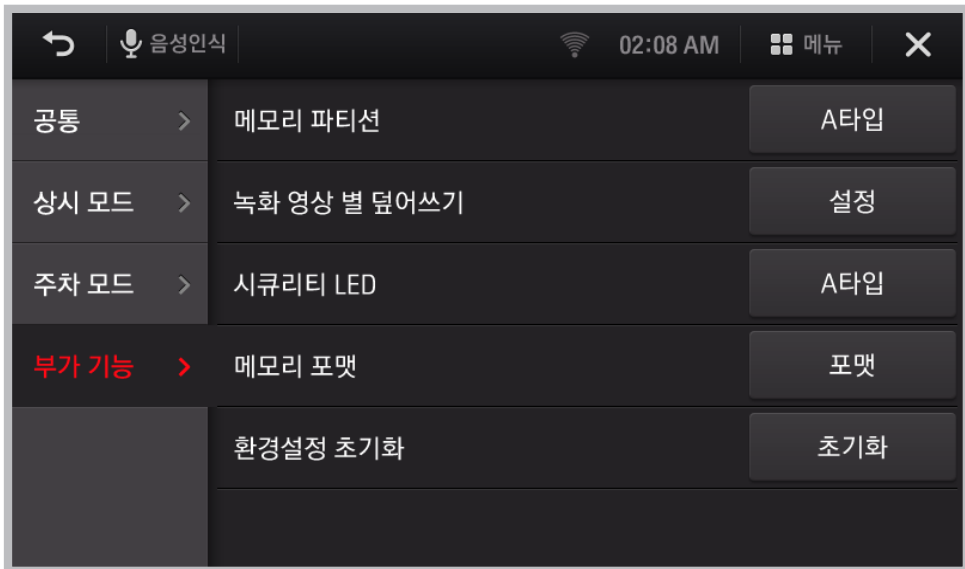 음성인식 02:08 AM 메뉴
공통 메모리 파티션 A타입
상시 모드 녹화 영상 별 덮어쓰기 설정
주차 모드 시큐리티 LED A타입
부가 기능 메모리 포맷 포맷
환경설정 초기화 초기화